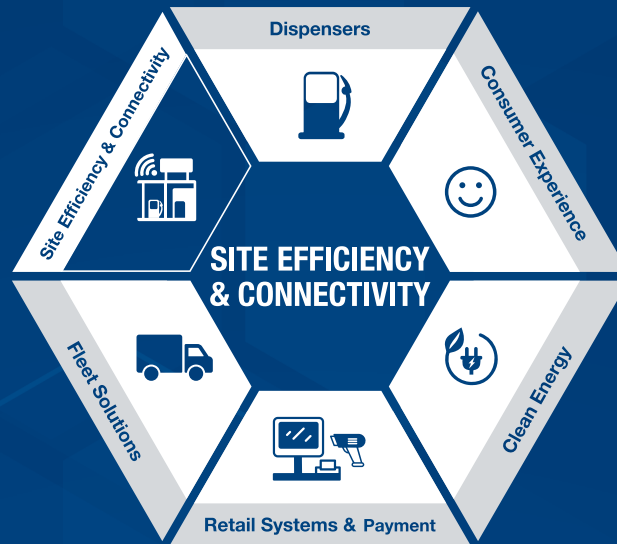 Dispensers
Site Efficiency & Connectivity
Consumer Experience
SITE EFFICIENCY
& CONNECTIVITY
Fleet Solutions
Clean Energy
Retail Systems & Payment